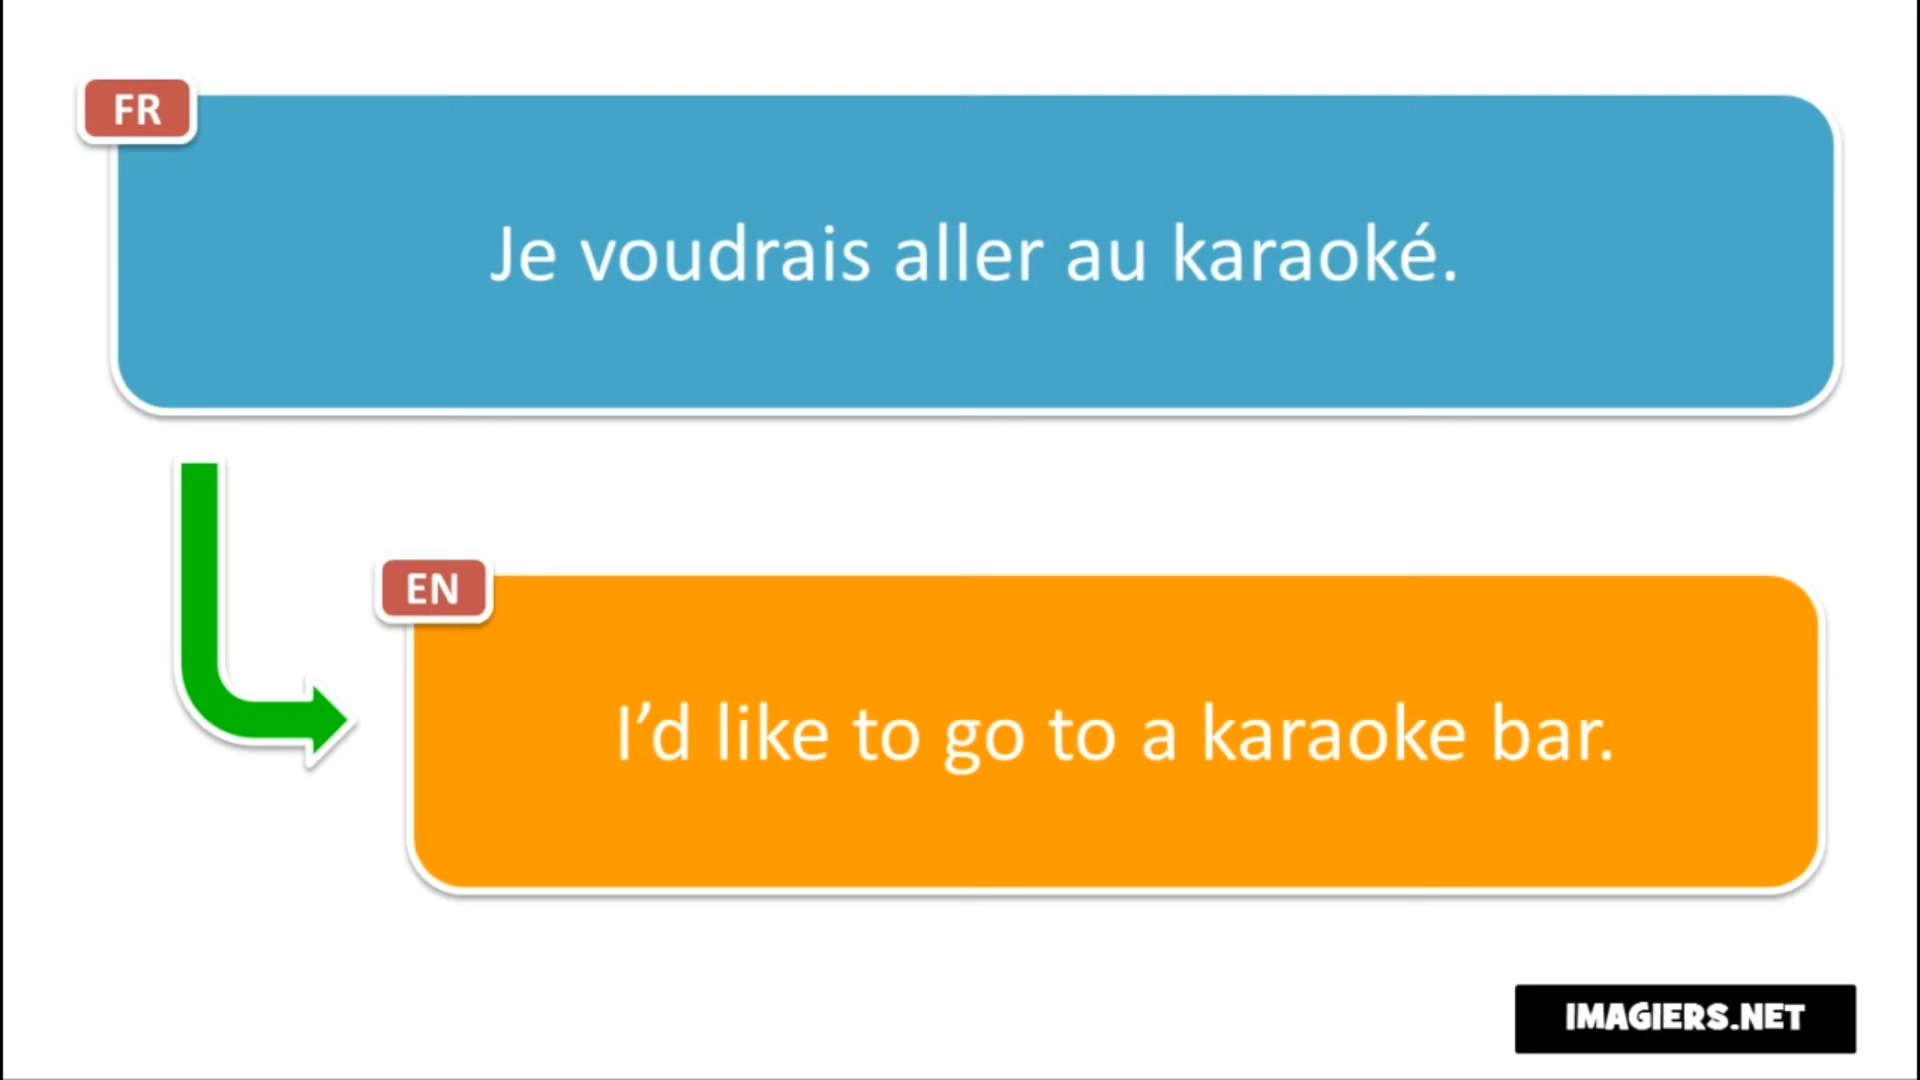 FR
Je voudrais aller au karaoké.
EN
I’d like to go to a karaoke bar.
IMAGIERS.NET